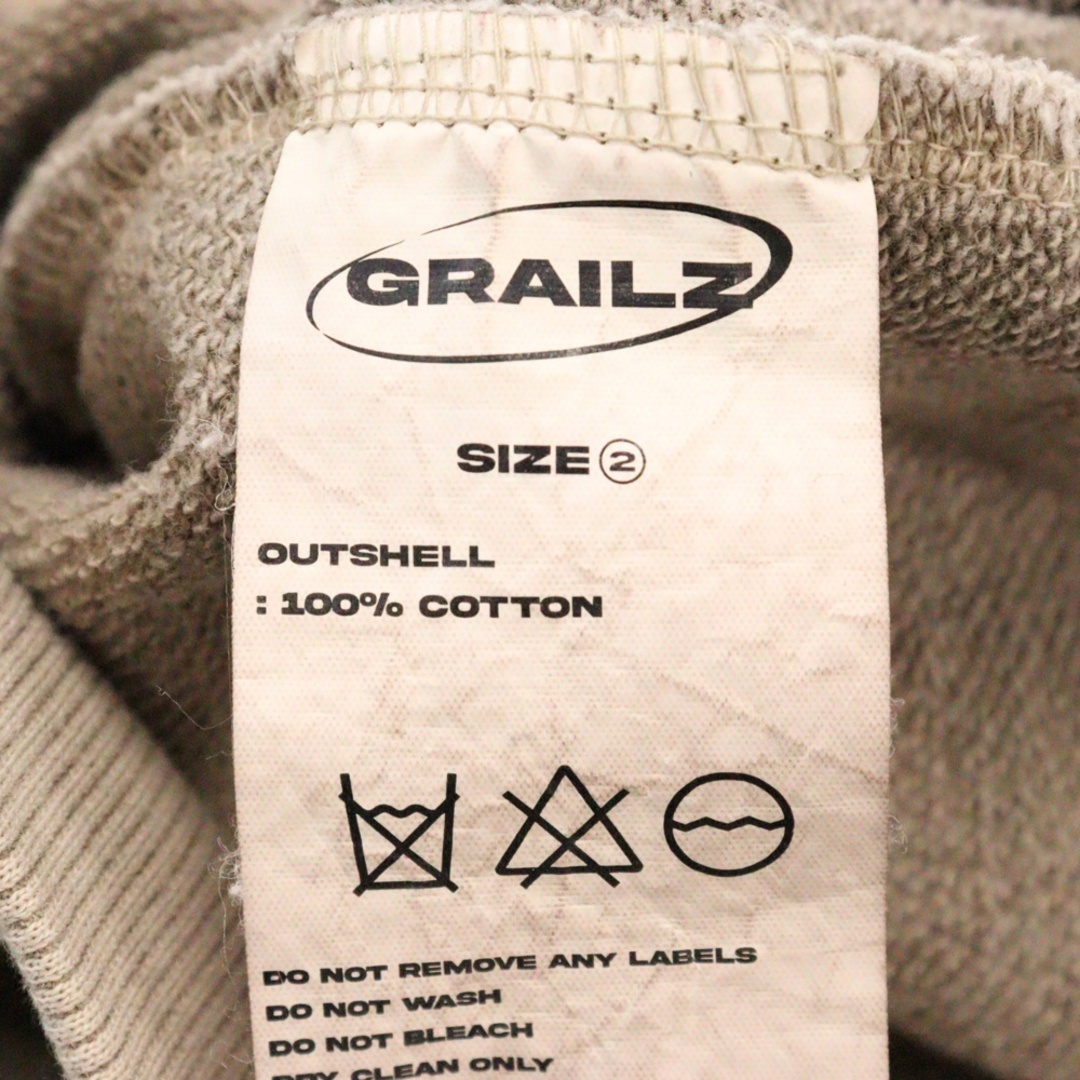 GRAILZ
SIZE ②
OUTSHELL
: 100% COTTON
DO NOT REMOVE ANY LABELS
DO NOT WASH
DO NOT BLEACH
DRY CLEAN ONLY